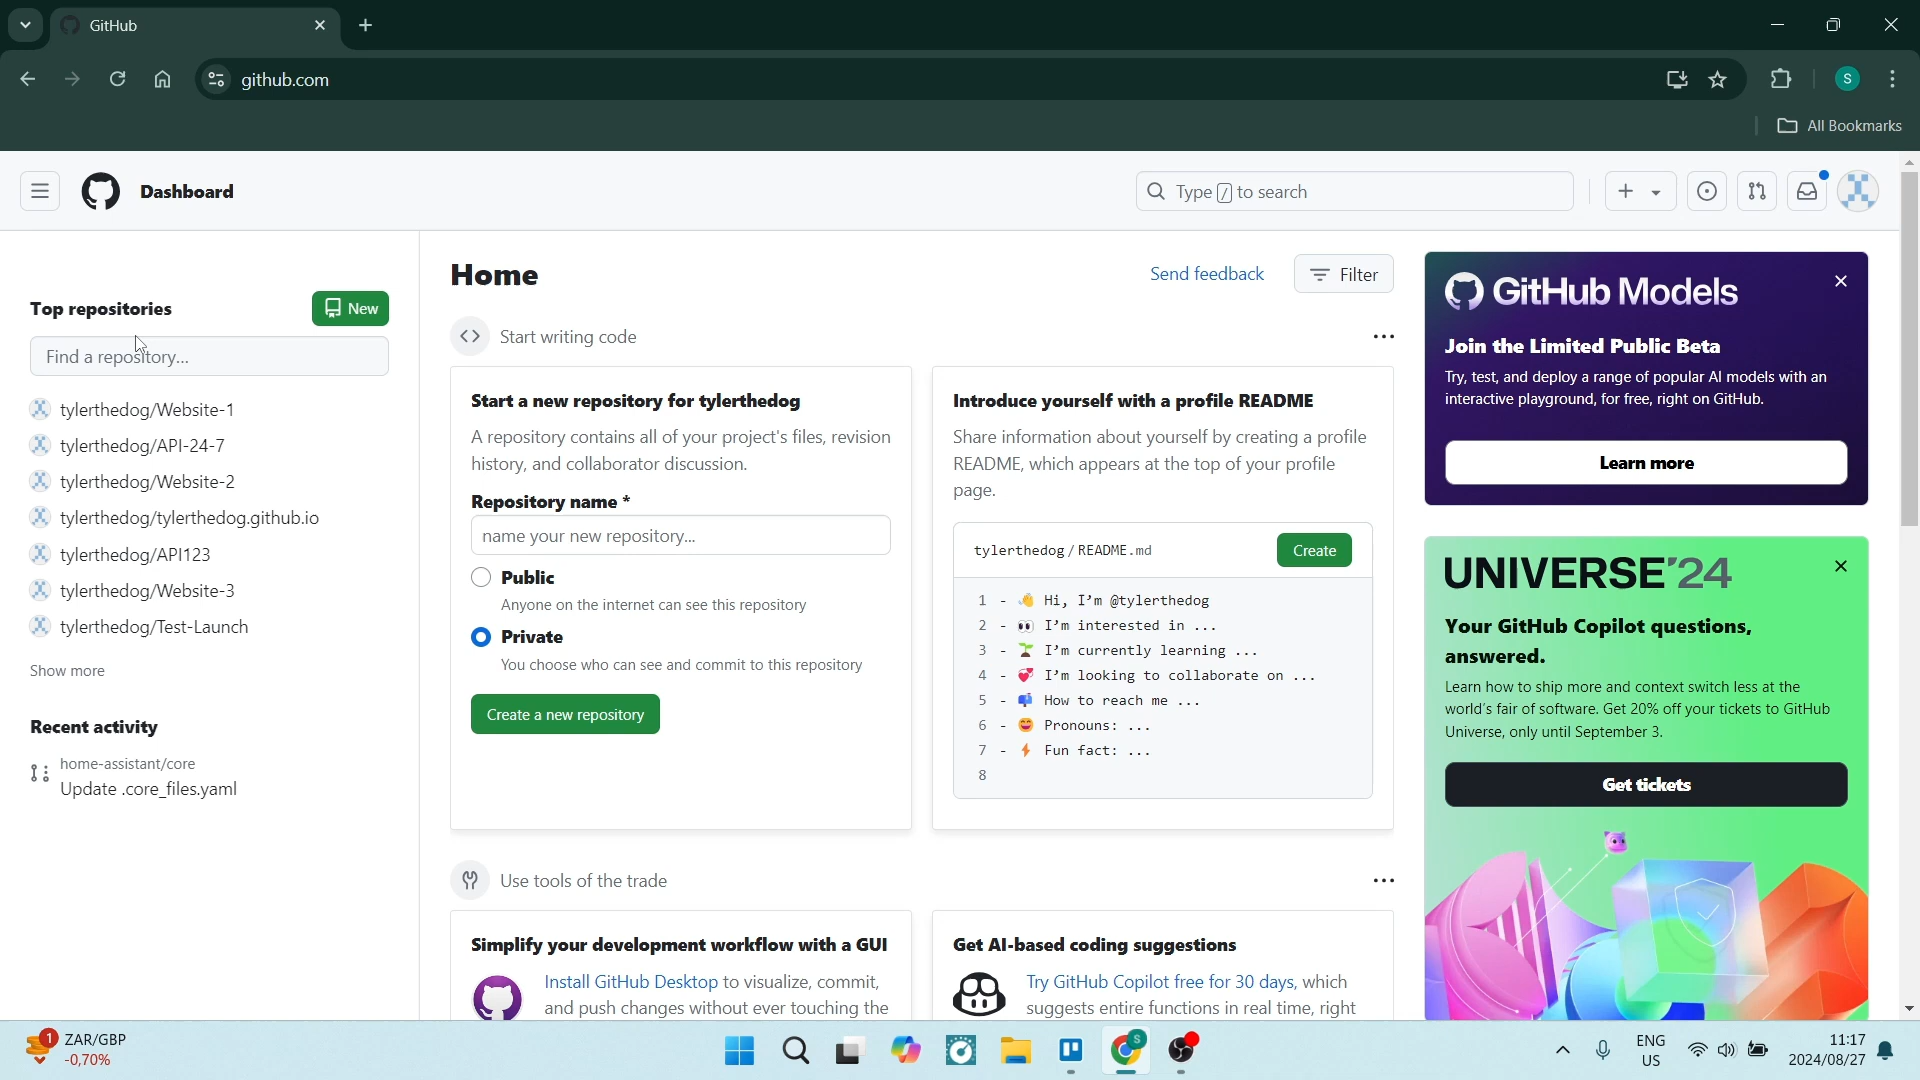 GitHub
github.com
S
All Bookmarks
Dashboard
Type / to search
Top repositories
New
Find a repository...
tylerthedog/Website-1
tylerthedog/API-24-7
tylerthedog/Website-2
tylerthedog/tylerthedog.github.io
tylerthedog/API123
tylerthedog/Website-3
tylerthedog/Test-Launch
Show more
Recent activity
home-assistant/core
Update .core_files.yaml
Home
Send feedback
Filter
Start writing code
Start a new repository for tylerthedog
A repository contains all of your project's files, revision
history, and collaborator discussion.
Repository name *
name your new repository...
Public
Anyone on the internet can see this repository
Private
You choose who can see and commit to this repository
Create a new repository
Introduce yourself with a profile README
Share information about yourself by creating a profile
README, which appears at the top of your profile
page.
tylerthedog / README.md
Create
1 - 👋 Hi, I'm @tylerthedog
2 - 👀 I'm interested in ...
3 - 🌱 I'm currently learning ...
4 - 💞️ I'm looking to collaborate on ...
5 - 📫 How to reach me ...
6 - 😄 Pronouns: ...
7 - ⚡ Fun fact: ...
8
Use tools of the trade
Simplify your development workflow with a GUI
Install GitHub Desktop to visualize, commit,
and push changes without ever touching the
Get AI-based coding suggestions
Try GitHub Copilot free for 30 days, which
suggests entire functions in real time, right
GitHub Models
Join the Limited Public Beta
Try, test, and deploy a range of popular AI models with an
interactive playground, for free, right on GitHub.
Learn more
UNIVERSE'24
Your GitHub Copilot questions,
answered.
Learn how to ship more and context switch less at the
world's fair of software. Get 20% off your tickets to GitHub
Universe, only until September 3.
Get tickets
1
ZAR/GBP
-0,70%
S
ENG
US
11:17
2024/08/27